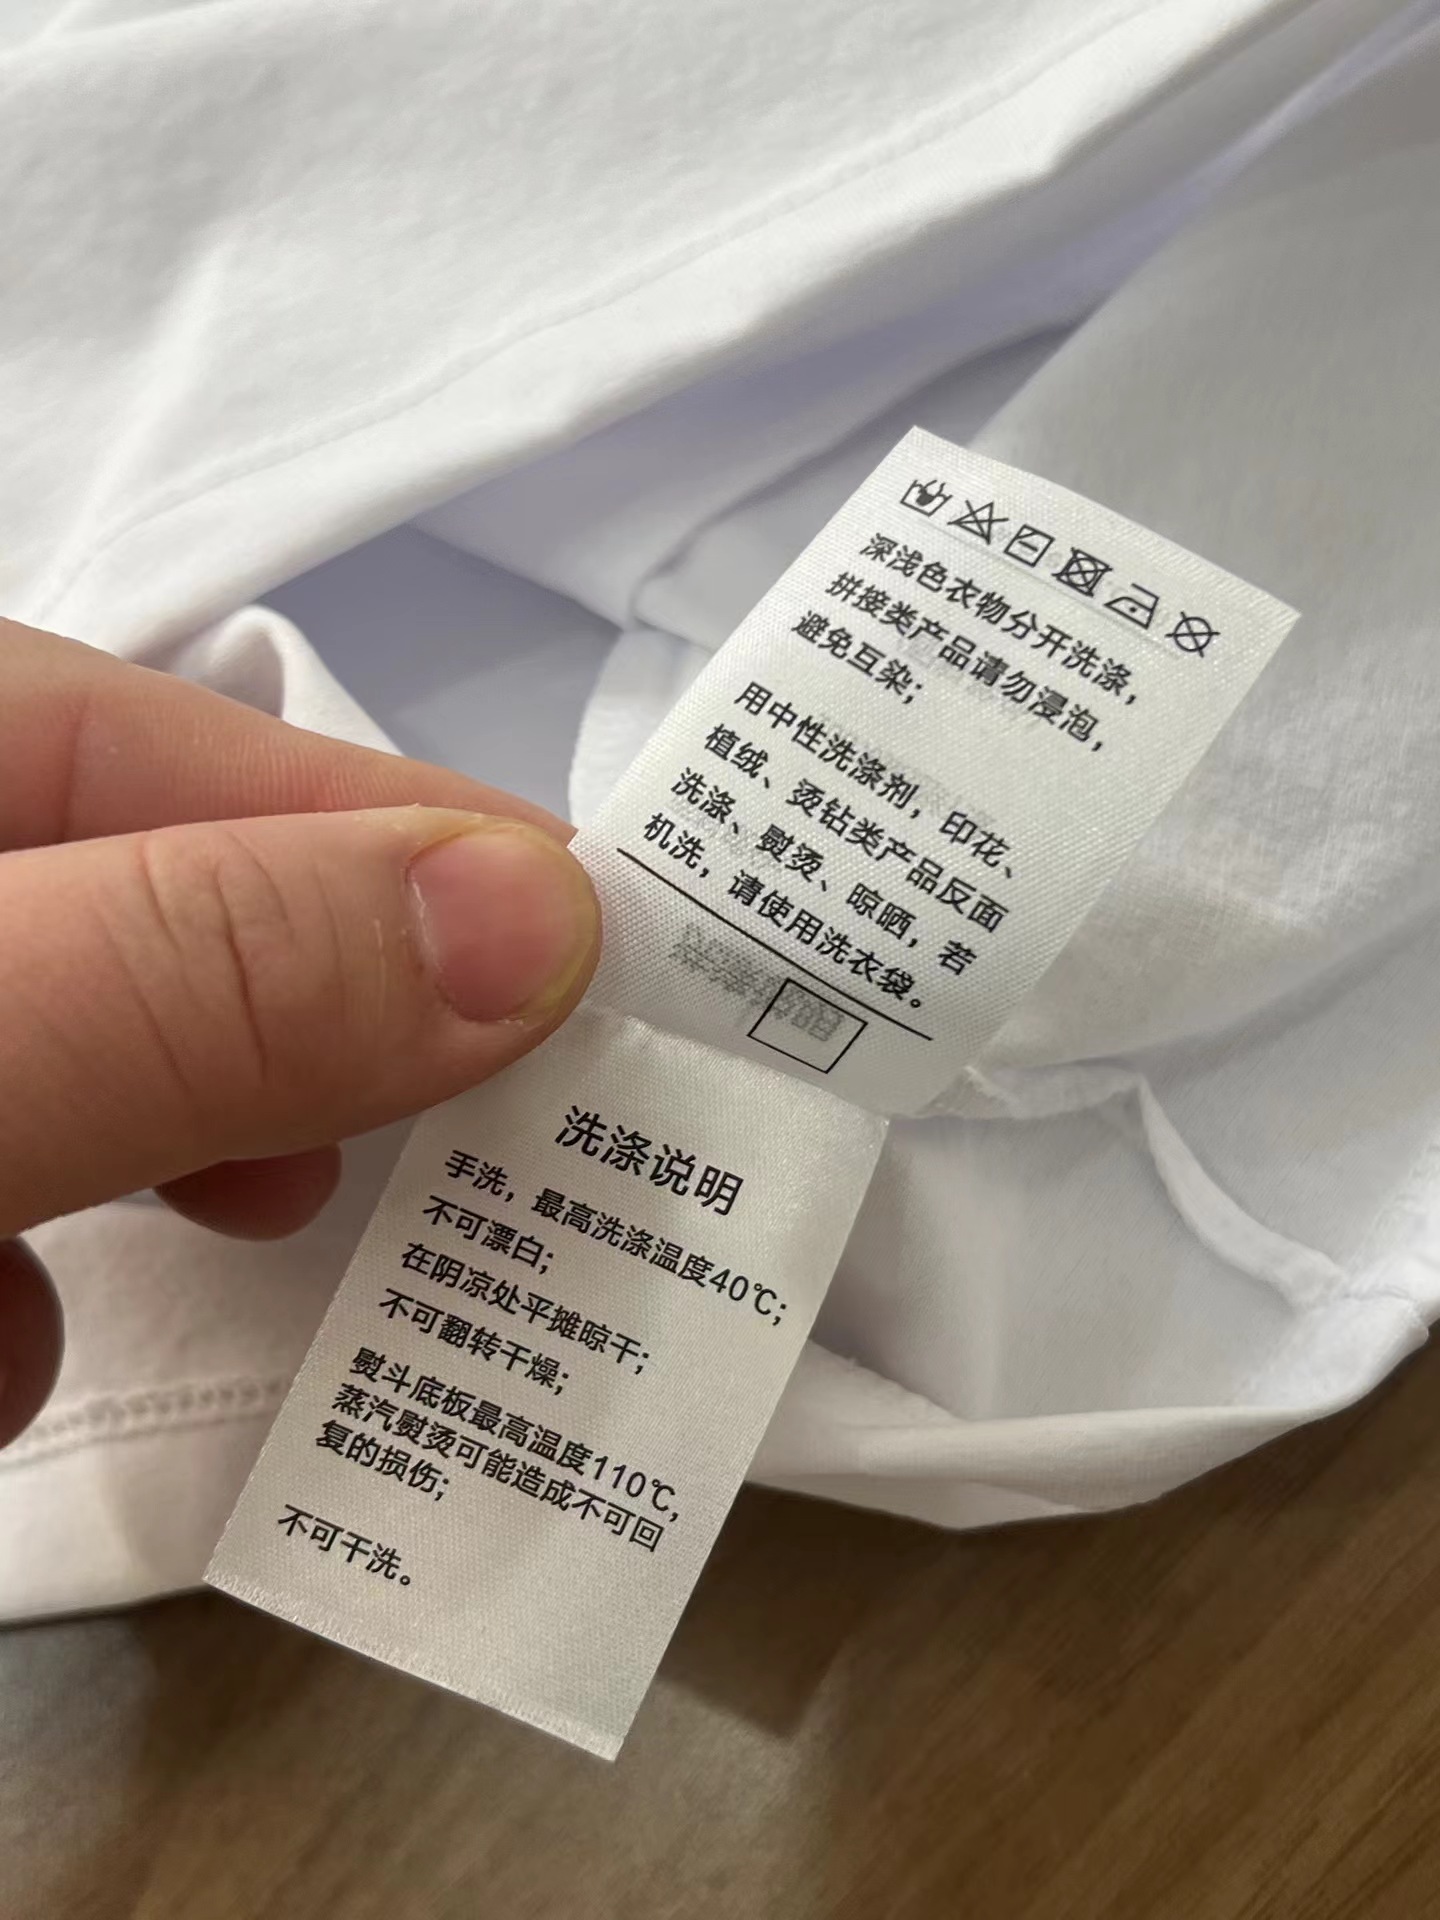 深浅色衣物分开洗涤，
拼接类产品请勿浸泡，
避免互染；
用中性洗涤剂，印花、
植绒、烫钻类产品反面
洗涤、熨烫、晾晒，若
机洗，请使用洗衣袋。
洗涤说明
手洗，最高洗涤温度40℃；
不可漂白；
在阴凉处平摊晾干；
不可翻转干燥；
熨斗底板最高温度110℃，
蒸汽熨烫可能造成不可回
复的损伤；
不可干洗。